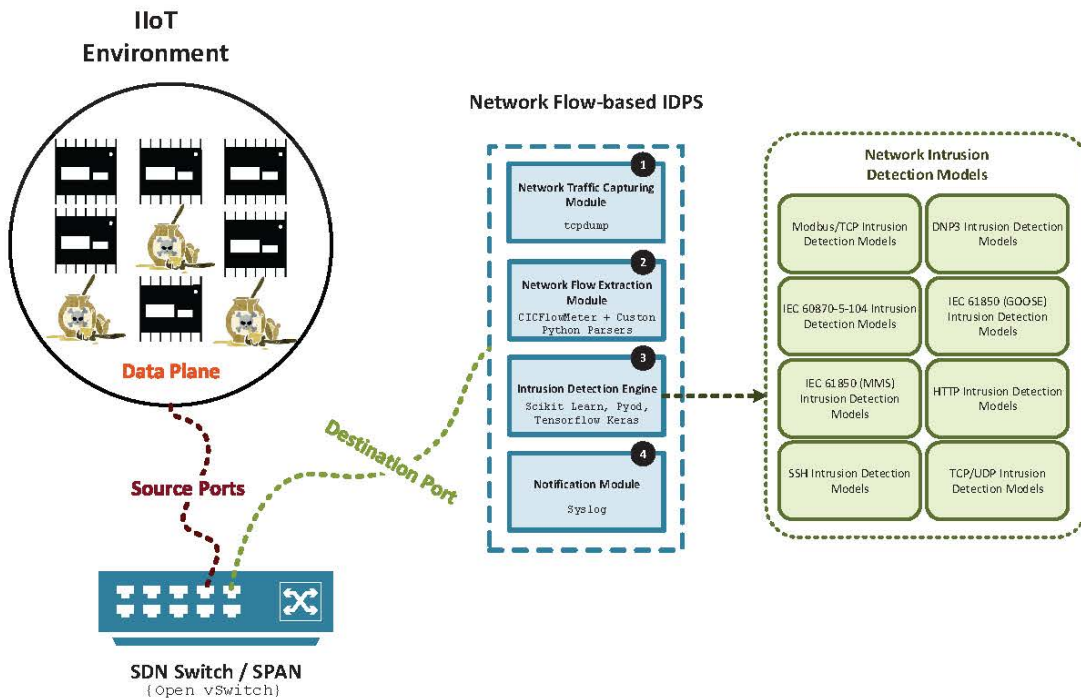 IIoT
Environment
Data Plane
Source Ports
Destination Port
SDN Switch / SPAN
{Open vSwitch}
Network Flow-based IDPS
1
Network Traffic Capturing
Module
tcpdump
2
Network Flow Extraction
Module
CICFlowMeter + Custon
Python Parsers
3
Intrusion Detection Engine
Scikit Learn, Pyod,
Tensorflow Keras
4
Notification Module
Syslog
Network Intrusion
Detection Models
Modbus/TCP Intrusion
Detection Models
DNP3 Intrusion Detection
Models
IEC 60870-5-104 Intrusion
Detection Models
IEC 61850 (GOOSE)
Intrusion Detection
Models
IEC 61850 (MMS)
Intrusion Detection
Models
HTTP Intrusion Detection
Models
SSH Intrusion Detection
Models
TCP/UDP Intrusion
Detection Models